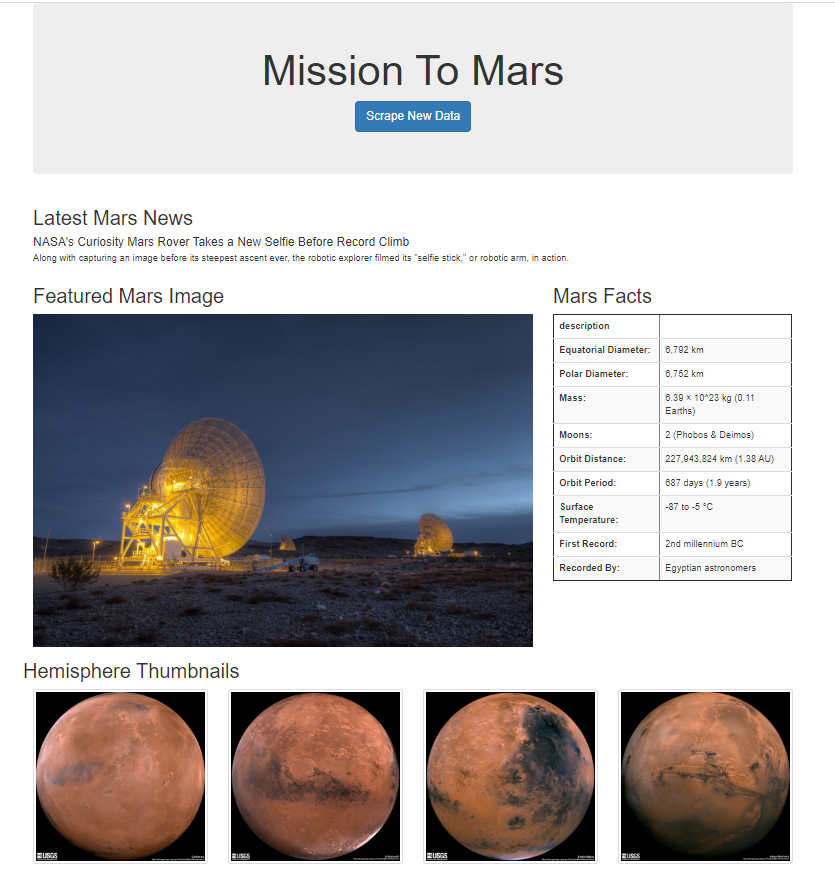 Mission To Mars
Scrape New Data
Latest Mars News
NASA's Curiosity Mars Rover Takes a New Selfie Before Record Climb
Along with capturing an image before its steepest ascent ever, the robotic explorer filmed its "selfie stick," or robotic arm, in action.
Featured Mars Image
Mars Facts
description
Equatorial Diameter: 6,792 km
Polar Diameter: 6,752 km
Mass: 6.39 × 10^23 kg (0.11
Earths)
Moons: 2 (Phobos & Deimos)
Orbit Distance: 227,943,824 km (1.38 AU)
Orbit Period: 687 days (1.9 years)
Surface -87 to -5 °C
Temperature:
First Record: 2nd millennium BC
Recorded By: Egyptian astronomers
Hemisphere Thumbnails
USGS
USGS
USGS
USGS